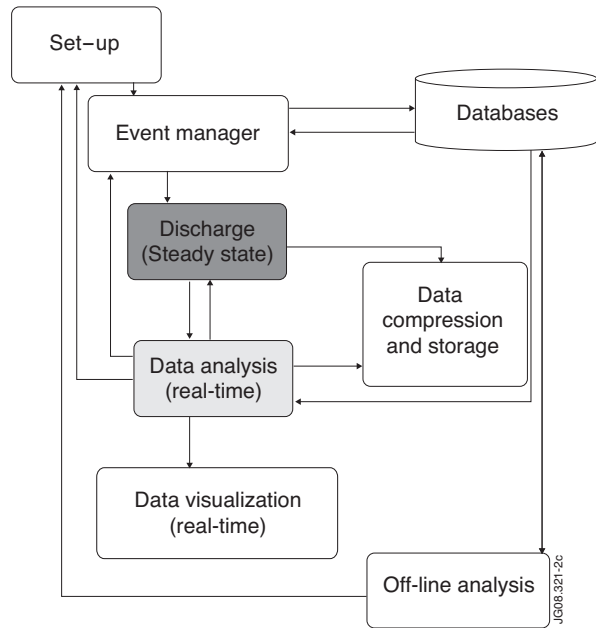 Set-up
Event manager
Databases
Discharge
(Steady state)
Data
compression
and storage
Data analysis
(real-time)
Data visualization
(real-time)
Off-line analysis
JG08.321-2c